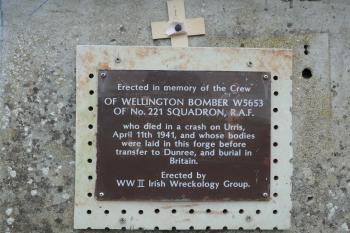 Erected in memory of the Crew
OF WELLINGTON BOMBER W5653
OF No. 221 SQUADRON, R.A.F.
who died in a crash on Urris,
April 11th 1941, and whose bodies
were laid in this forge before
transfer to Dunree, and burial in
Britain.
Erected by
WW II Irish Wreckology Group.